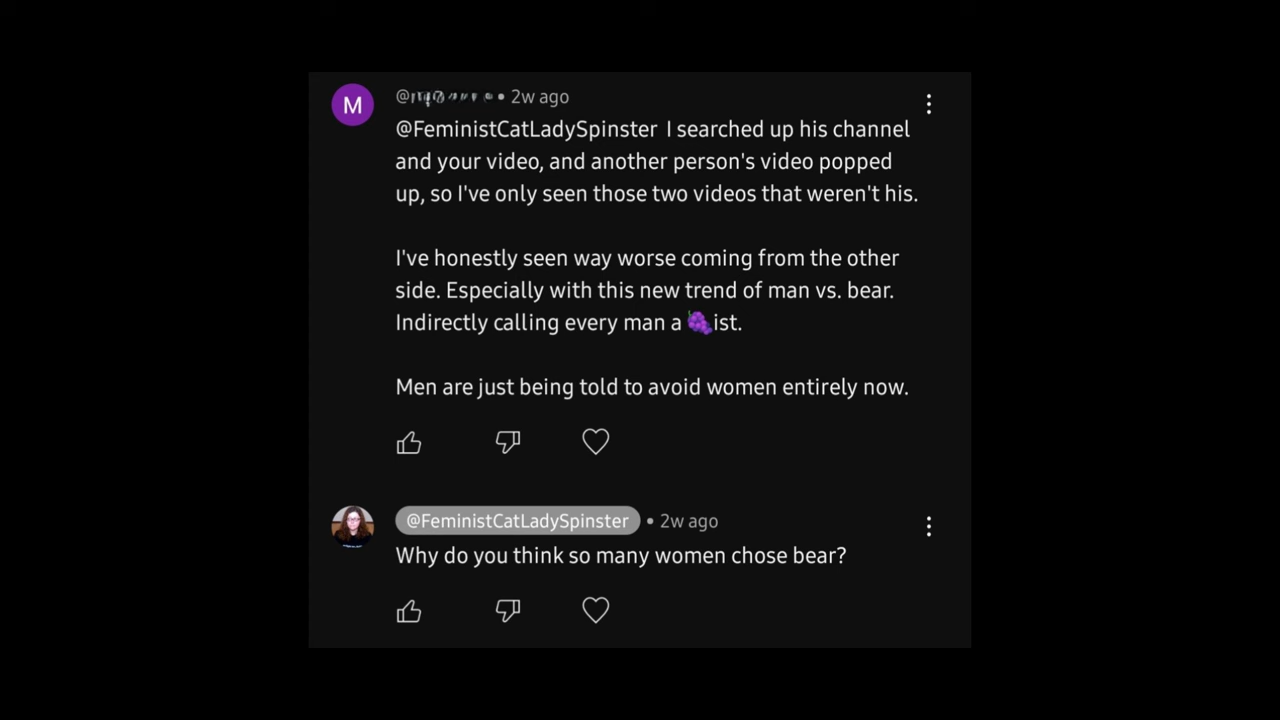 M
• 2w ago
@FeministCatLadySpinster I searched up his channel
and your video, and another person's video popped
up, so I've only seen those two videos that weren't his.
I've honestly seen way worse coming from the other
side. Especially with this new trend of man vs. bear.
Indirectly calling every man a 🍇ist.
Men are just being told to avoid women entirely now.
@FeministCatLadySpinster • 2w ago
Why do you think so many women chose bear?